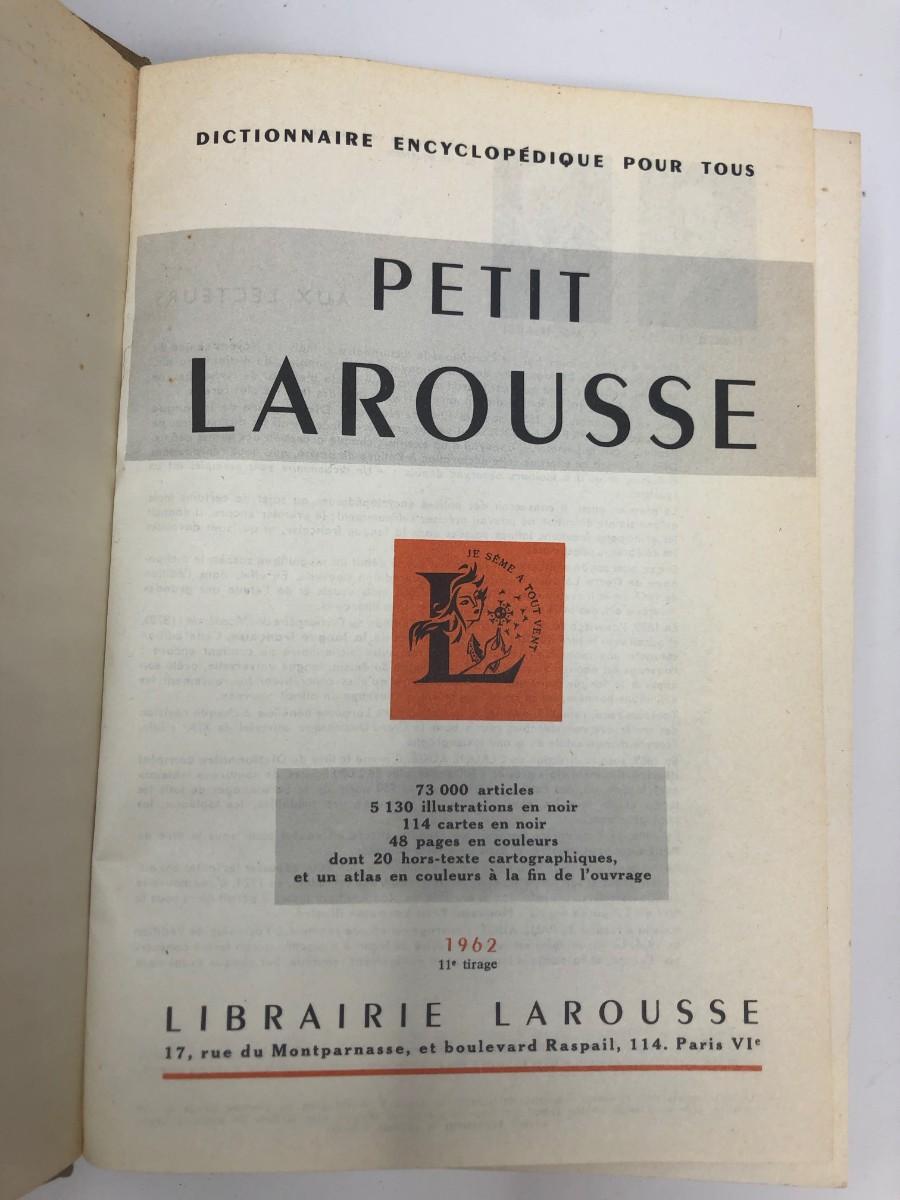 DICTIONNAIRE ENCYCLOPÉDIQUE POUR TOUS
PETIT
LAROUSSE
JE SÈME A TOUT VENT
73 000 articles
5 130 illustrations en noir
114 cartes en noir
48 pages en couleurs
dont 20 hors-texte cartographiques,
et un atlas en couleurs à la fin de l'ouvrage
1962
11e tirage
LIBRAIRIE LAROUSSE
17, rue du Montparnasse, et boulevard Raspail, 114. Paris VIe
AUX LECTEURS